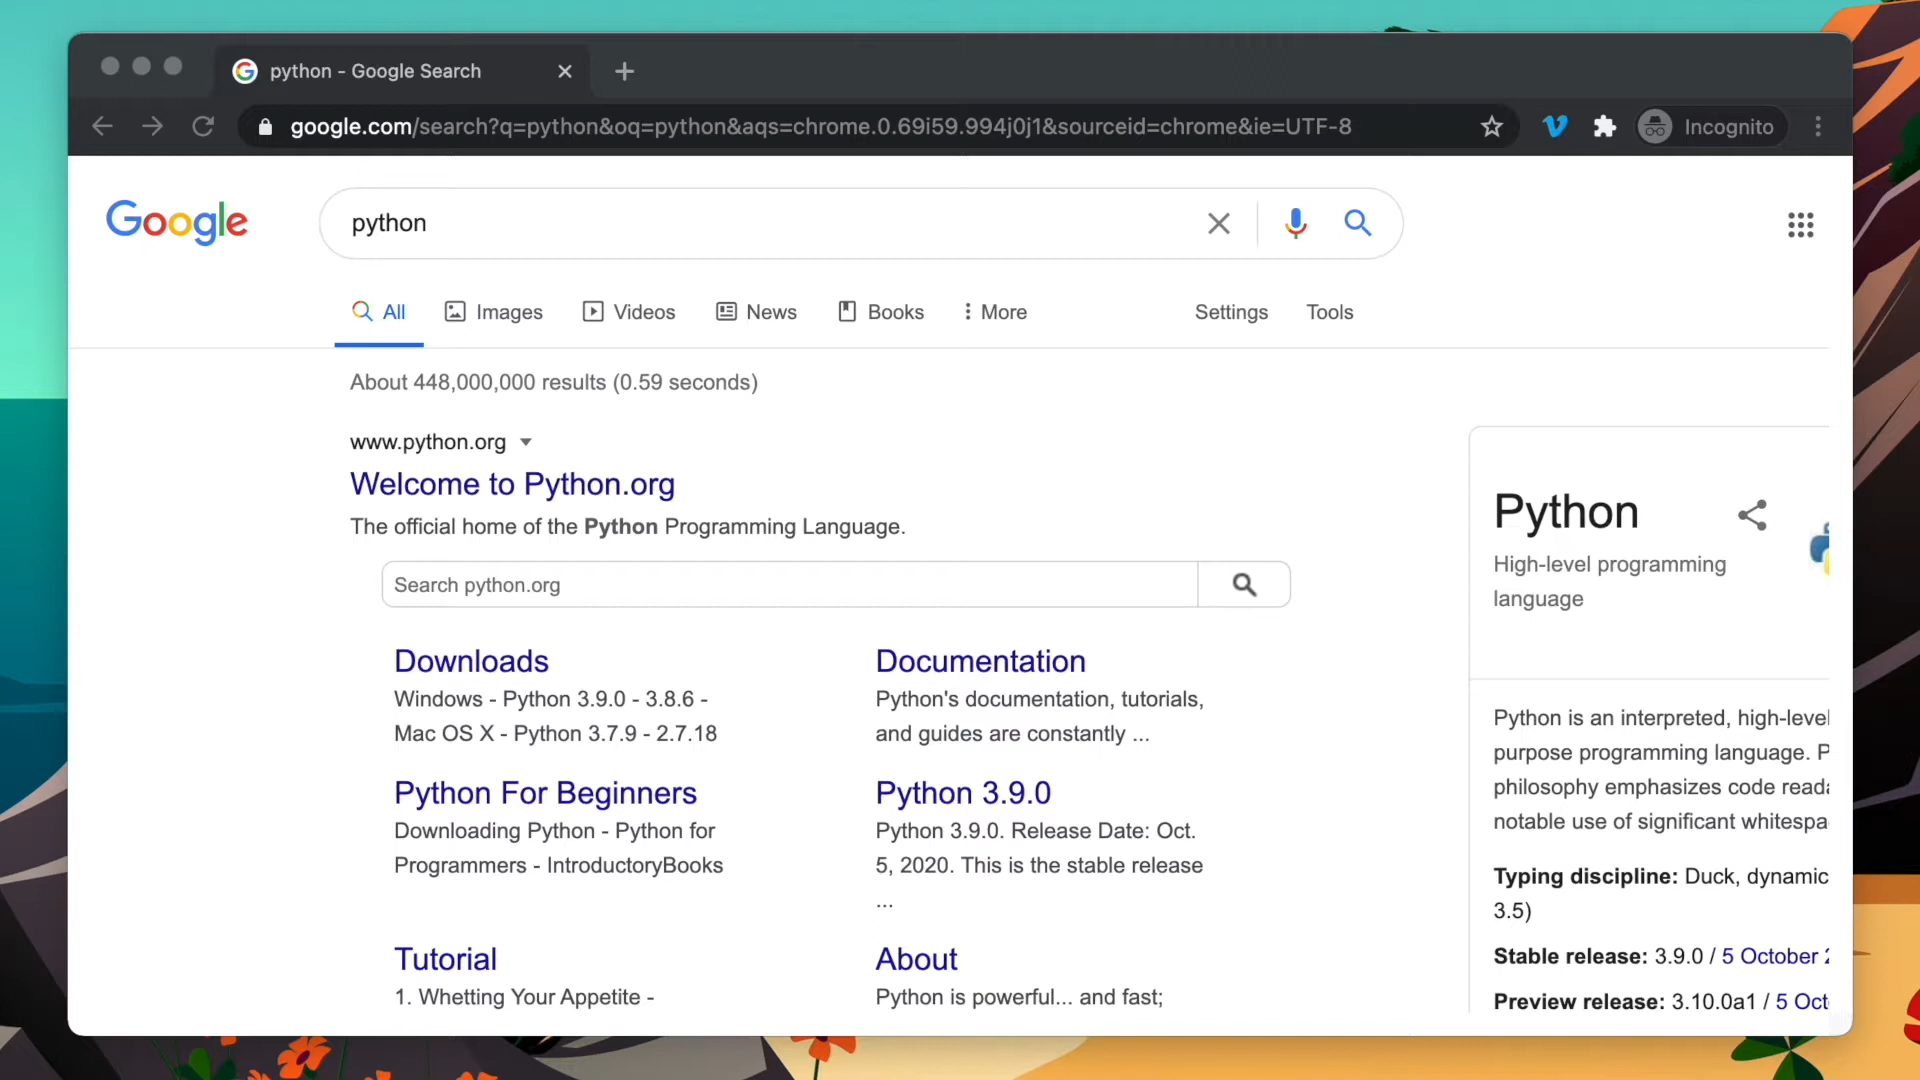 python - Google Search
google.com/search?q=python&oq=python&aqs=chrome.0.69i59.994j0j1&sourceid=chrome&ie=UTF-8
Incognito
Google
python
All
Images
Videos
News
Books
More
Settings
Tools
About 448,000,000 results (0.59 seconds)
www.python.org
Welcome to Python.org
The official home of the Python Programming Language.
Search python.org
Downloads
Windows - Python 3.9.0 - 3.8.6 -
Mac OS X - Python 3.7.9 - 2.7.18
Documentation
Python's documentation, tutorials,
and guides are constantly ...
Python For Beginners
Downloading Python - Python for
Programmers - IntroductoryBooks
Python 3.9.0
Python 3.9.0. Release Date: Oct.
5, 2020. This is the stable release
...
Tutorial
1. Whetting Your Appetite -
About
Python is powerful... and fast;
Python
High-level programming
language
Python is an interpreted, high-level
purpose programming language. P
philosophy emphasizes code reada
notable use of significant whitespa
Typing discipline: Duck, dynamic
3.5)
Stable release: 3.9.0 / 5 October 2
Preview release: 3.10.0a1 / 5 Oct